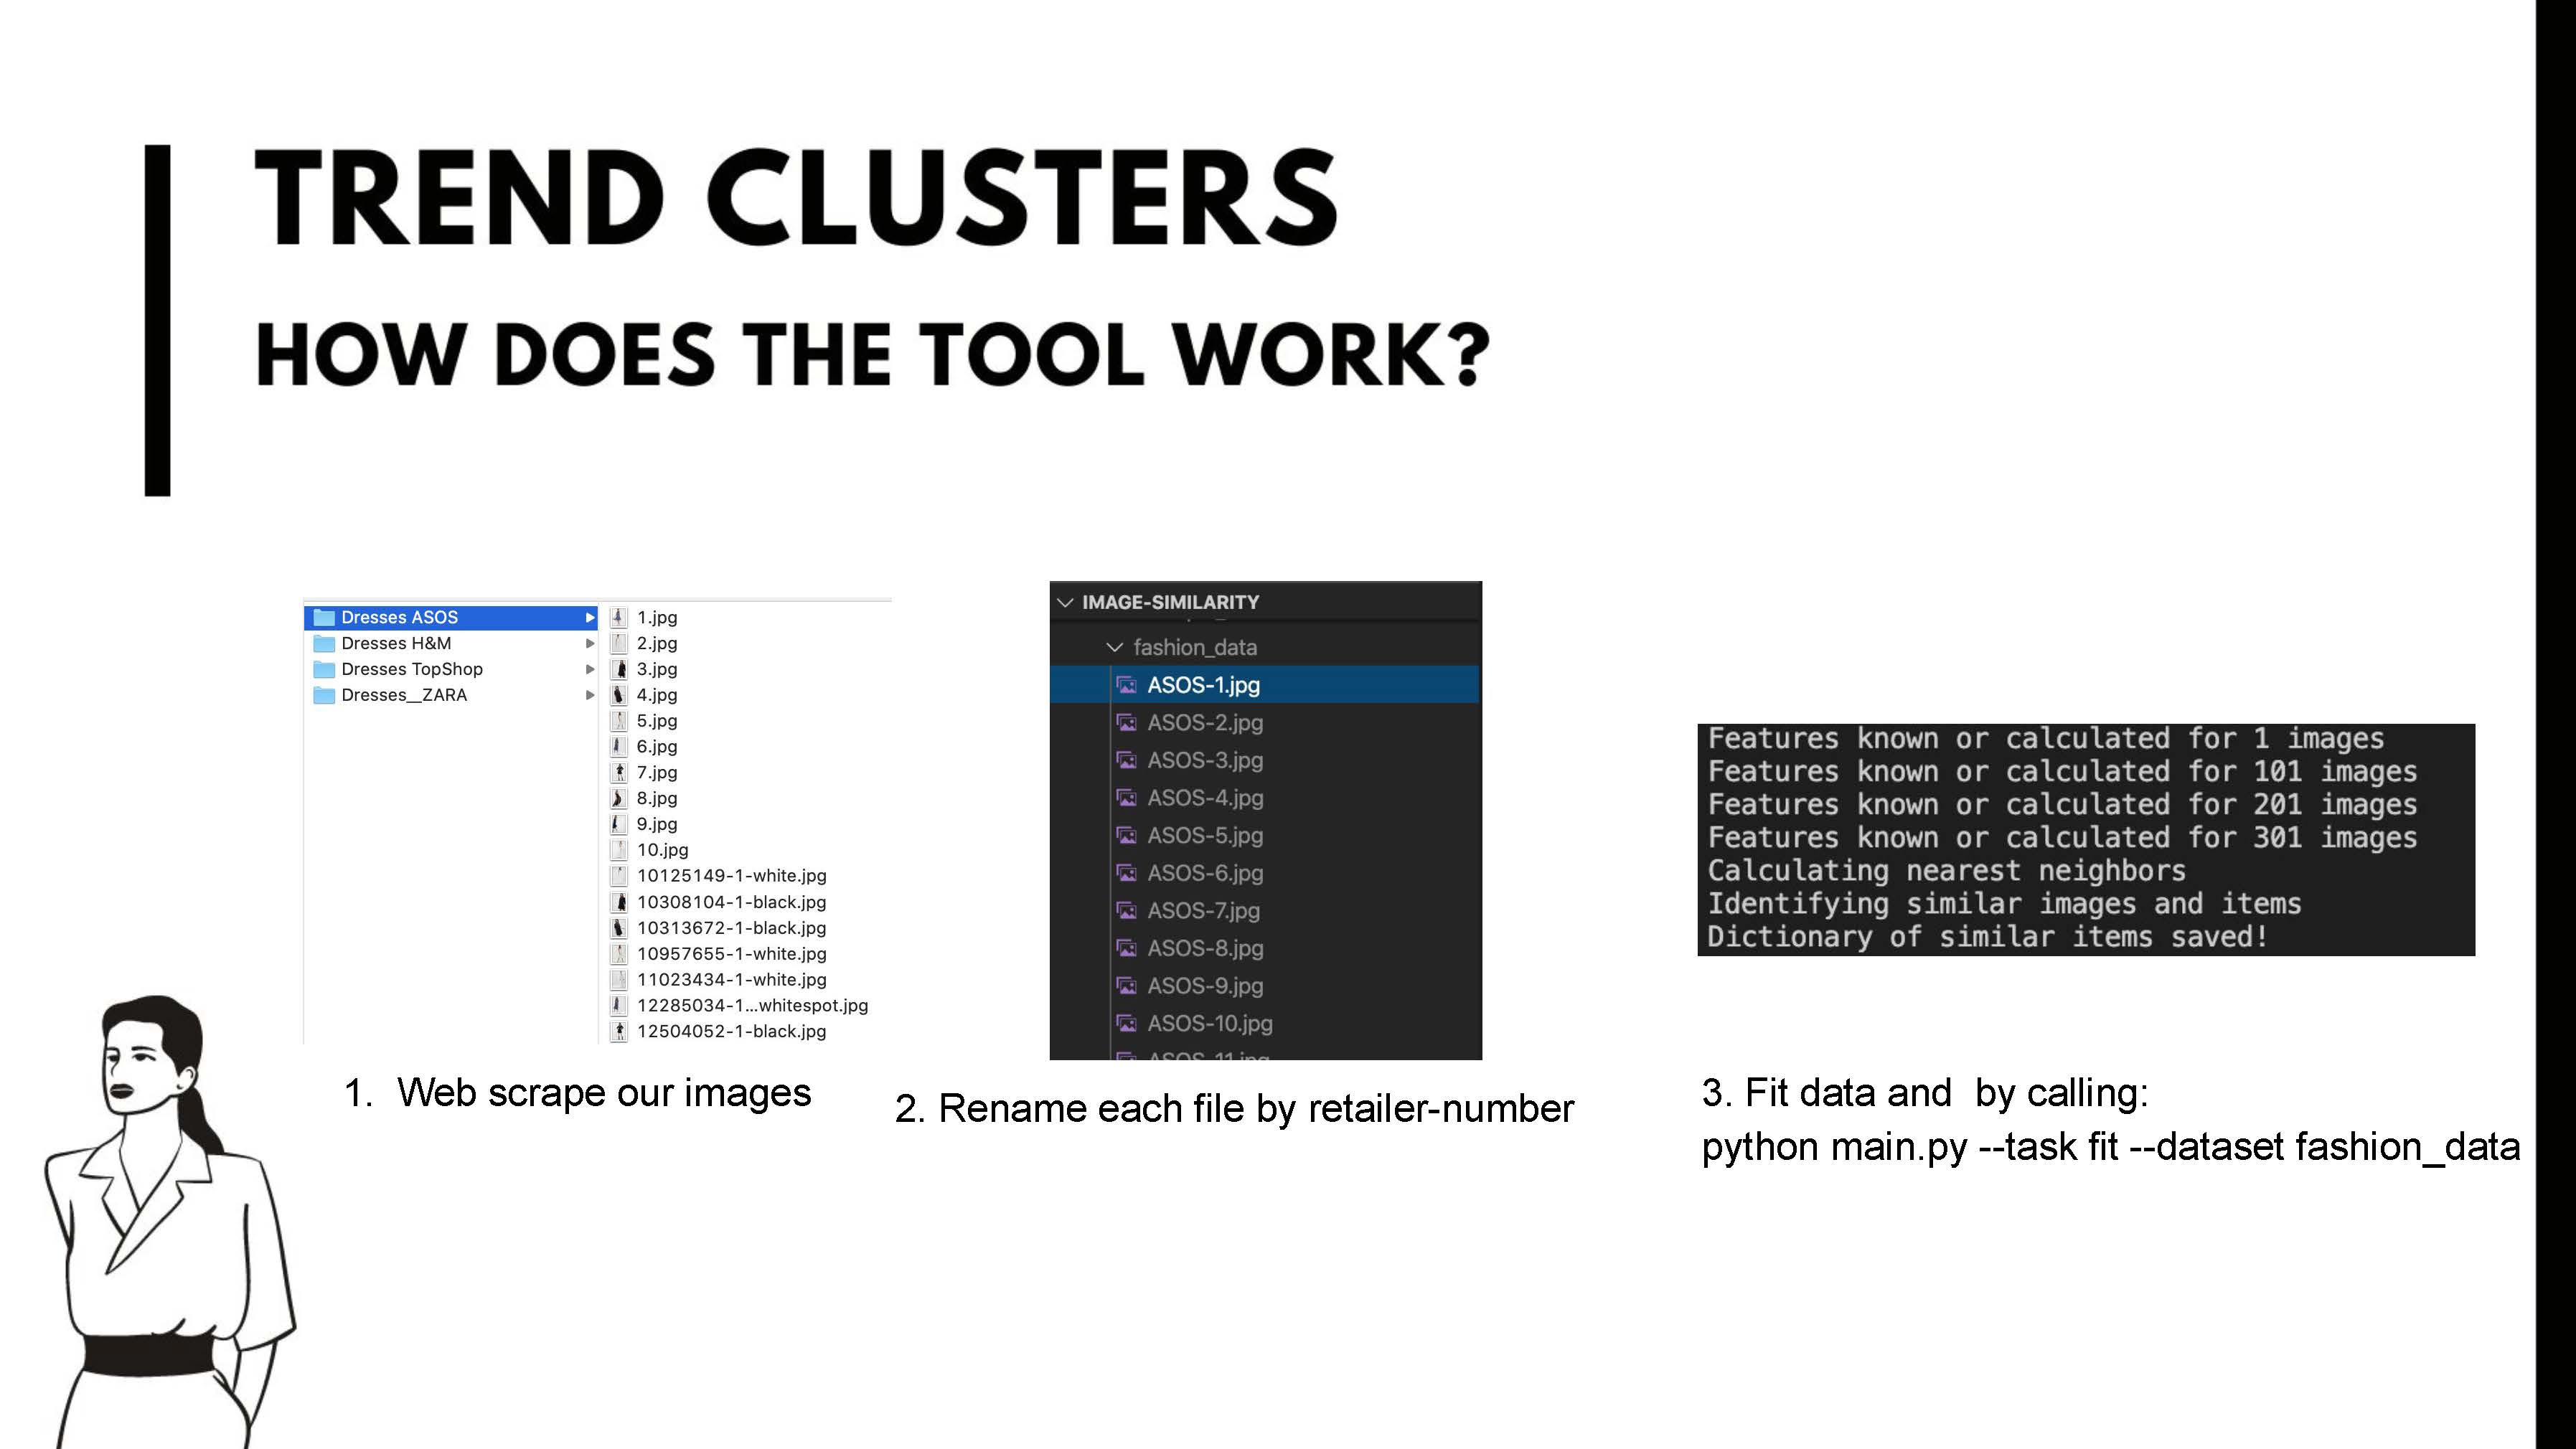 TREND CLUSTERS
HOW DOES THE TOOL WORK?
Dresses ASOS
Dresses H&M
Dresses TopShop
Dresses__ZARA
1.jpg
2.jpg
3.jpg
4.jpg
5.jpg
6.jpg
7.jpg
8.jpg
9.jpg
10.jpg
10125149-1-white.jpg
10308104-1-black.jpg
10313672-1-black.jpg
10957655-1-white.jpg
11023434-1-white.jpg
12285034-1...whitespot.jpg
12504052-1-black.jpg
1. Web scrape our images
IMAGE-SIMILARITY
fashion_data
ASOS-1.jpg
ASOS-2.jpg
ASOS-3.jpg
ASOS-4.jpg
ASOS-5.jpg
ASOS-6.jpg
ASOS-7.jpg
ASOS-8.jpg
ASOS-9.jpg
ASOS-10.jpg
ASOS-11.jpg
2. Rename each file by retailer-number
Features known or calculated for 1 images
Features known or calculated for 101 images
Features known or calculated for 201 images
Features known or calculated for 301 images
Calculating nearest neighbors
Identifying similar images and items
Dictionary of similar items saved!
3. Fit data and  by calling:
python main.py --task fit --dataset fashion_data